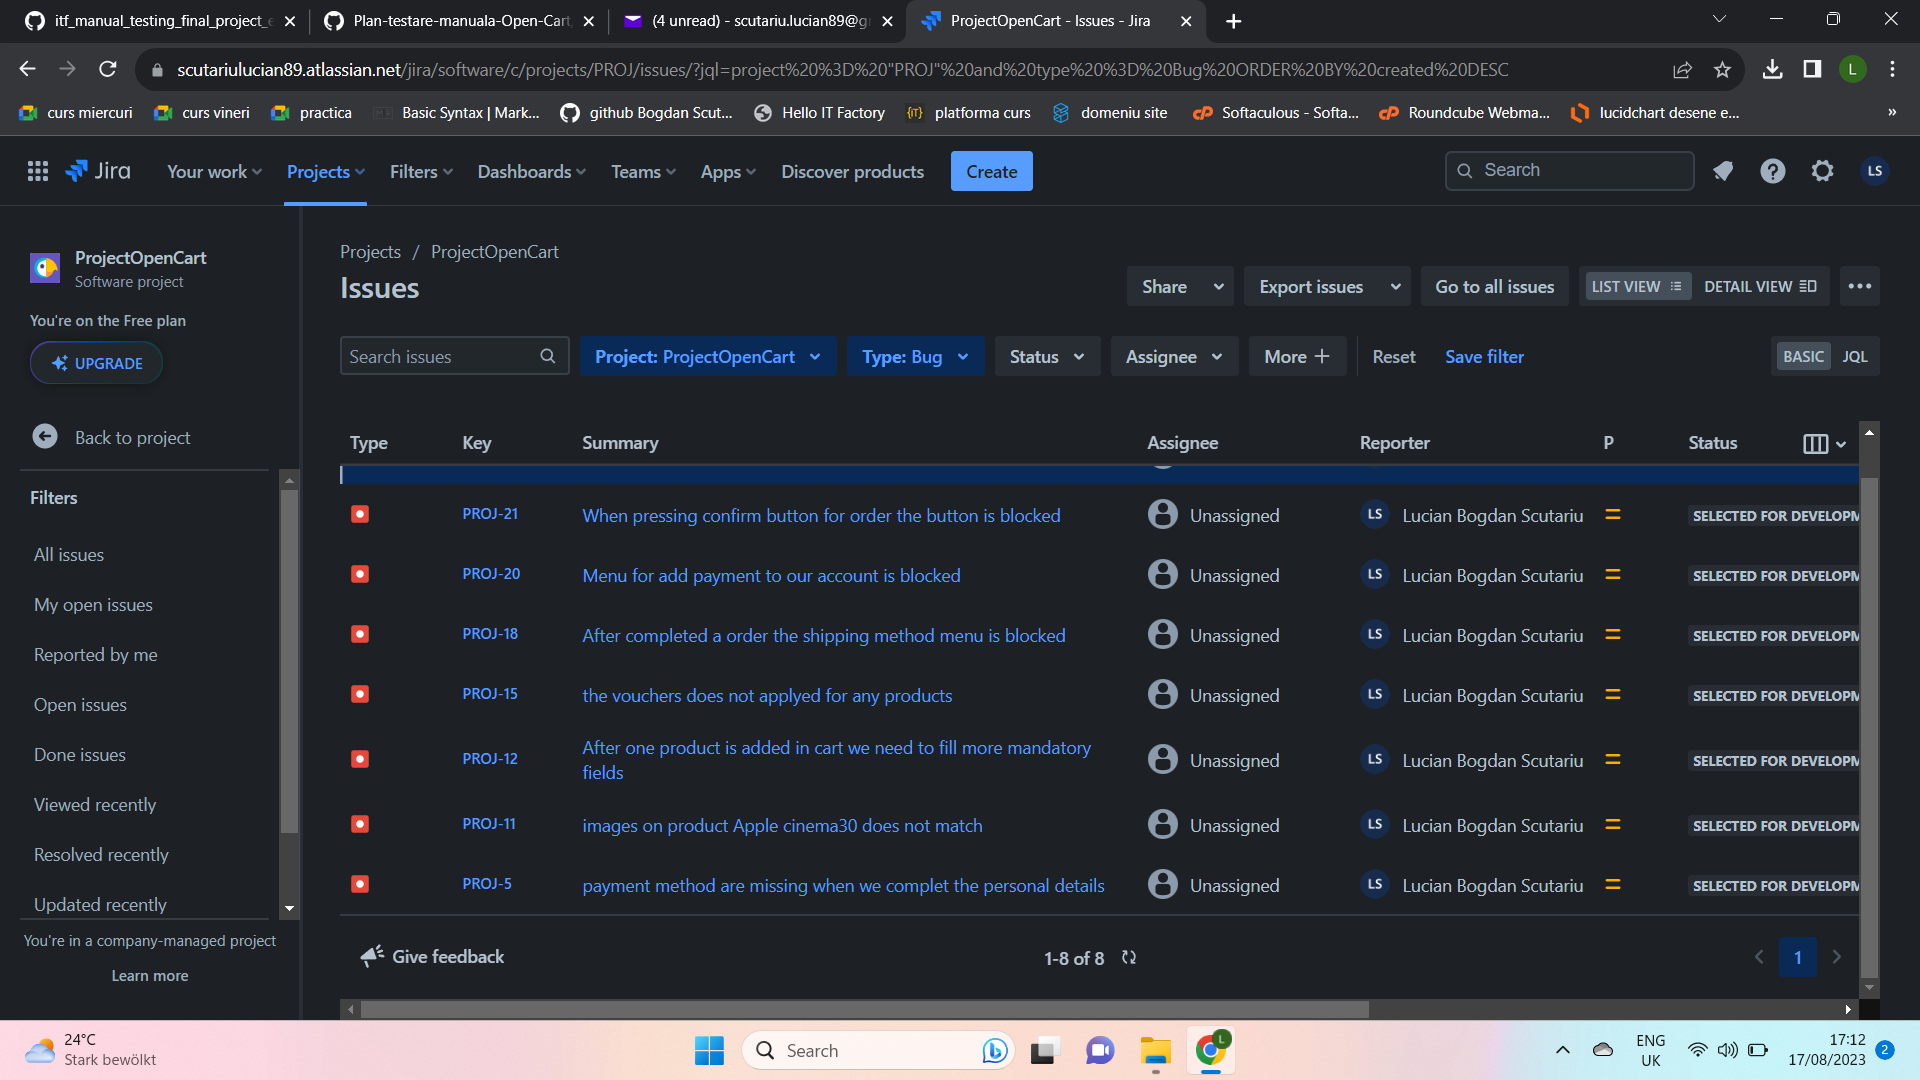 itf_manual_testing_final_project_e
Plan-testare-manuala-Open-Cart
(4 unread) - scutariu.lucian89@g
ProjectOpenCart - Issues - Jira
scutariulucian89.atlassian.net/jira/software/c/projects/PROJ/issues/?jql=project%20%3D%20"PROJ"%20and%20type%20%3D%20Bug%20ORDER%20BY%20created%20DESC
L
curs miercuri
curs vineri
practica
Basic Syntax | Mark...
github Bogdan Scut...
Hello IT Factory
{IT} platforma curs
domeniu site
Softaculous - Softa...
Roundcube Webma...
lucidchart desene e...
»
Jira
Your work
Projects
Filters
Dashboards
Teams
Apps
Discover products
Create
Search
LS
ProjectOpenCart
Software project
You're on the Free plan
UPGRADE
Back to project
Filters
All issues
My open issues
Reported by me
Open issues
Done issues
Viewed recently
Resolved recently
Updated recently
You're in a company-managed project
Learn more
Projects / ProjectOpenCart
Issues
Share
Export issues
Go to all issues
LIST VIEW
DETAIL VIEW
Search issues
Project: ProjectOpenCart
Type: Bug
Status
Assignee
More +
Reset
Save filter
BASIC
JQL
Type Key Summary Assignee Reporter P Status
PROJ-21 When pressing confirm button for order the button is blocked Unassigned LS Lucian Bogdan Scutariu SELECTED FOR DEVELOPM
PROJ-20 Menu for add payment to our account is blocked Unassigned LS Lucian Bogdan Scutariu SELECTED FOR DEVELOPM
PROJ-18 After completed a order the shipping method menu is blocked Unassigned LS Lucian Bogdan Scutariu SELECTED FOR DEVELOPM
PROJ-15 the vouchers does not applyed for any products Unassigned LS Lucian Bogdan Scutariu SELECTED FOR DEVELOPM
PROJ-12 After one product is added in cart we need to fill more mandatory
fields Unassigned LS Lucian Bogdan Scutariu SELECTED FOR DEVELOPM
PROJ-11 images on product Apple cinema30 does not match Unassigned LS Lucian Bogdan Scutariu SELECTED FOR DEVELOPM
PROJ-5 payment method are missing when we complet the personal details Unassigned LS Lucian Bogdan Scutariu SELECTED FOR DEVELOPM
Give feedback
1-8 of 8
1
24°C
Stark bewölkt
Search
L
ENG
UK
17:12
17/08/2023
2